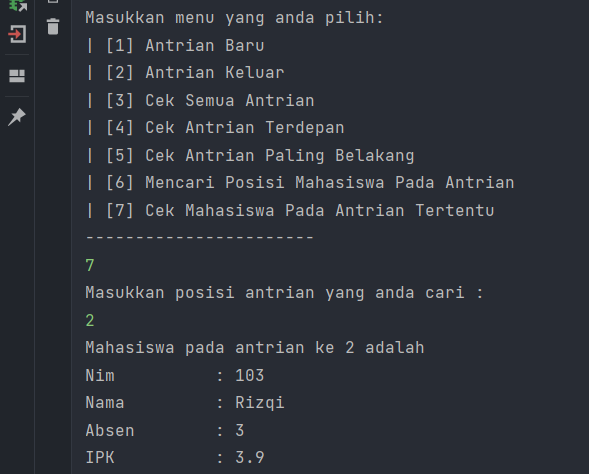 Masukkan menu yang anda pilih:
| [1] Antrian Baru
| [2] Antrian Keluar
| [3] Cek Semua Antrian
| [4] Cek Antrian Terdepan
| [5] Cek Antrian Paling Belakang
| [6] Mencari Posisi Mahasiswa Pada Antrian
| [7] Cek Mahasiswa Pada Antrian Tertentu
-----------------------
7
Masukkan posisi antrian yang anda cari :
2
Mahasiswa pada antrian ke 2 adalah
Nim          : 103
Nama         : Rizqi
Absen        : 3
IPK          : 3.9